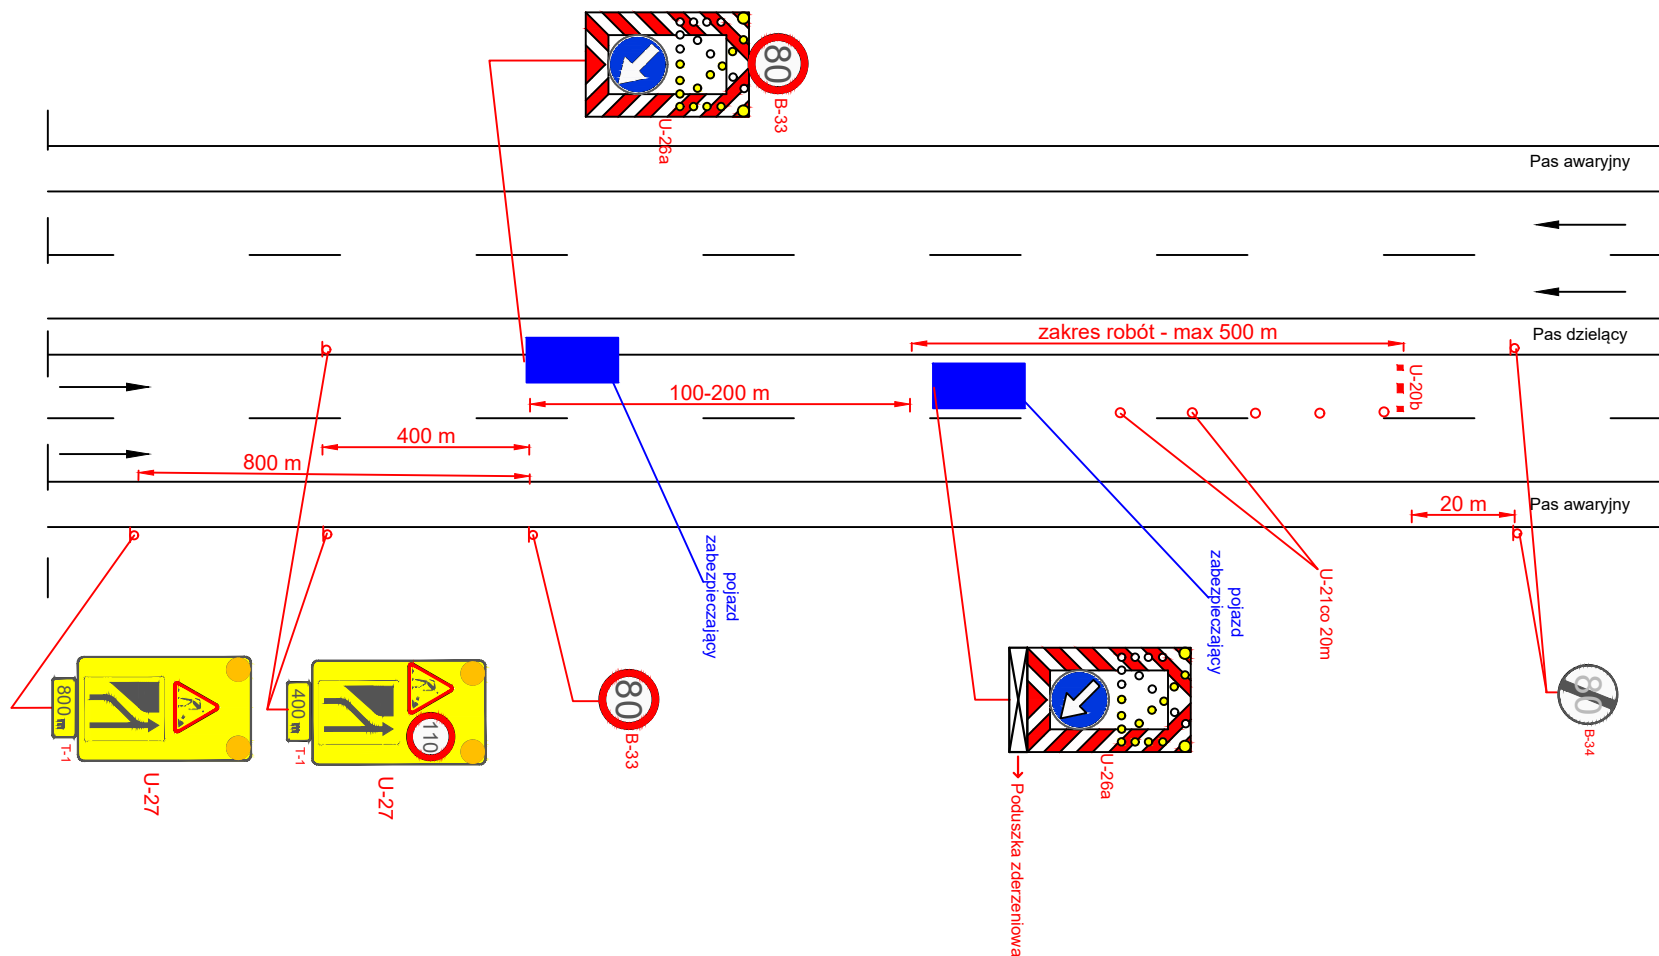 80
B-33
U-26a
Pas awaryjny
Pas dzielący
zakres robót - max 500 m
U-20b
100-200 m
400 m
800 m
20 m
Pas awaryjny
pojazd
zabezpieczający
pojazd
zabezpieczający
U-21co 20m
800 m
T-1
U-27
110
400 m
T-1
U-27
80
B-33
U-26a
Poduszka zderzeniowa
80
B-34